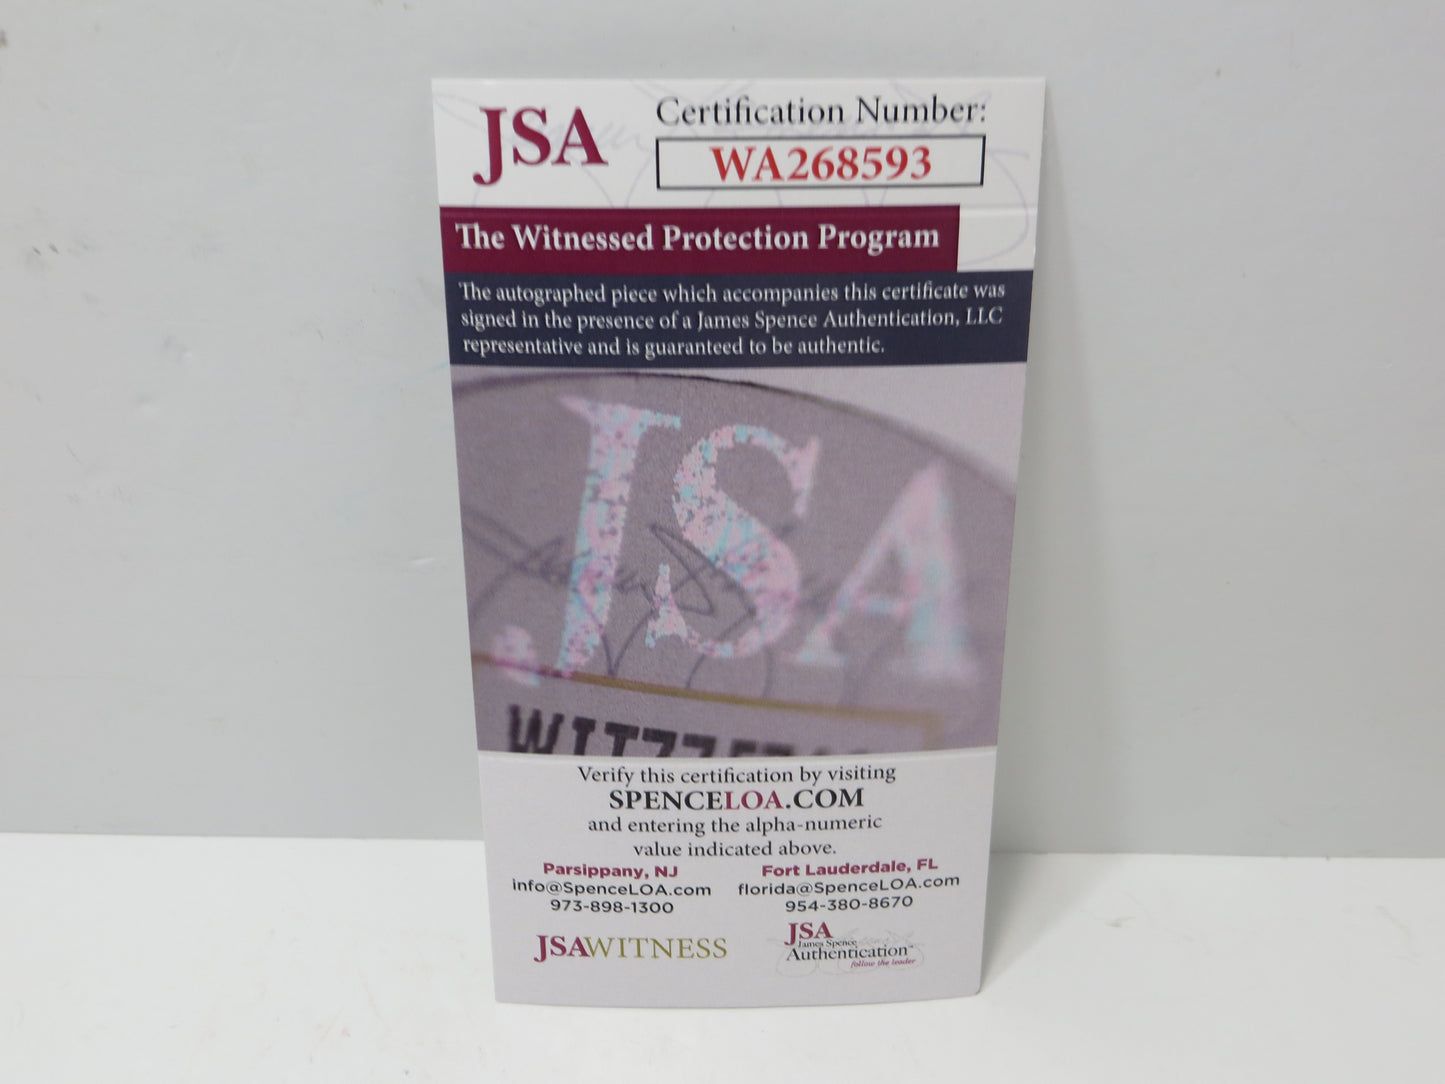 JSA
Certification Number:
WA268593
The Witnessed Protection Program
The autographed piece which accompanies this certificate was
signed in the presence of a James Spence Authentication, LLC
representative and is guaranteed to be authentic.
JSA
Verify this certification by visiting
SPENCELOA.COM
and entering the alpha-numeric
value indicated above.
Parsippany, NJ
info@SpenceLOA.com
973-898-1300
Fort Lauderdale, FL
florida@SpenceLOA.com
954-380-8670
JSAWITNESS
JSA
James Spence
Authentication™
follow the leader